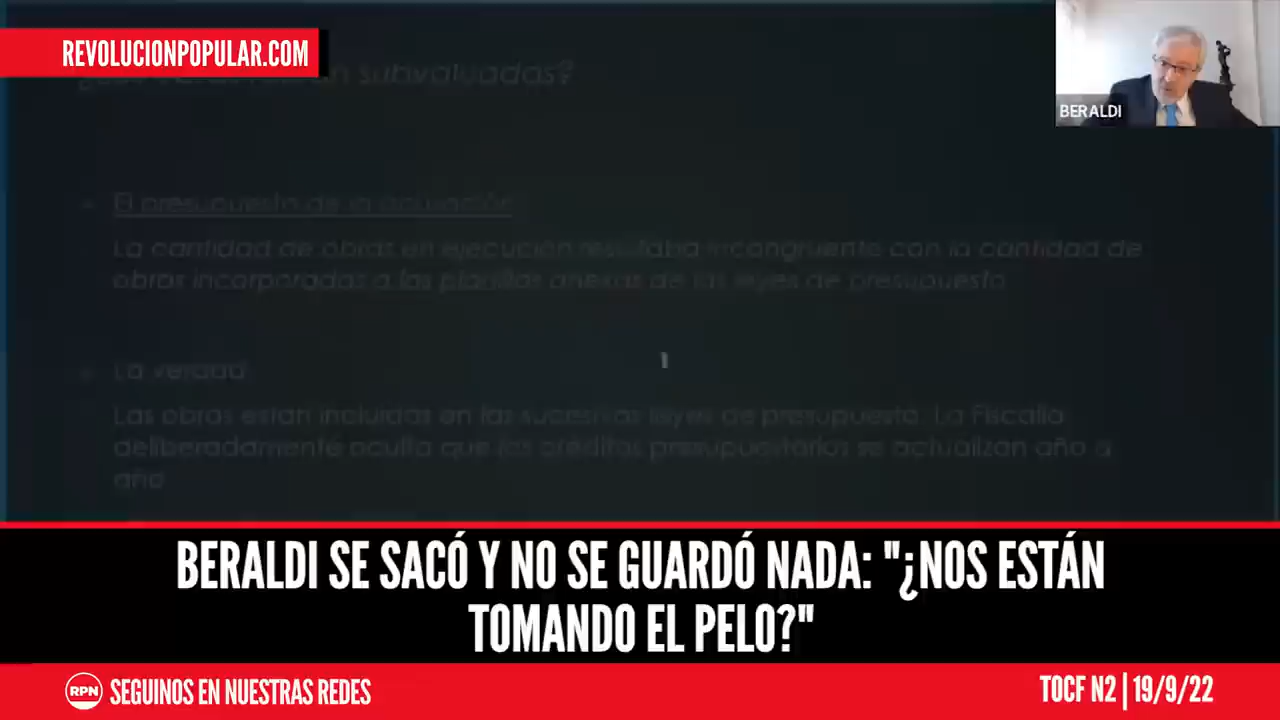 REVOLUCIONPOPULAR.COM
subvaluadas?
BERALDI
El presupuesto de la acusación
La cantidad de obras en ejecución resultaba incongruente con la cantidad de
obras incorporadas a las planillas anexas de las leyes de presupuesto
La verdad
Las obras están incluidas en las sucesivas leyes de presupuesto. La Fiscalía
deliberadamente oculta que los créditos presupuestarios se actualizan año a
año
BERALDI SE SACÓ Y NO SE GUARDÓ NADA: "¿NOS ESTÁN
TOMANDO EL PELO?"
RPN SEGUINOS EN NUESTRAS REDES
TOCF N2 | 19/9/22